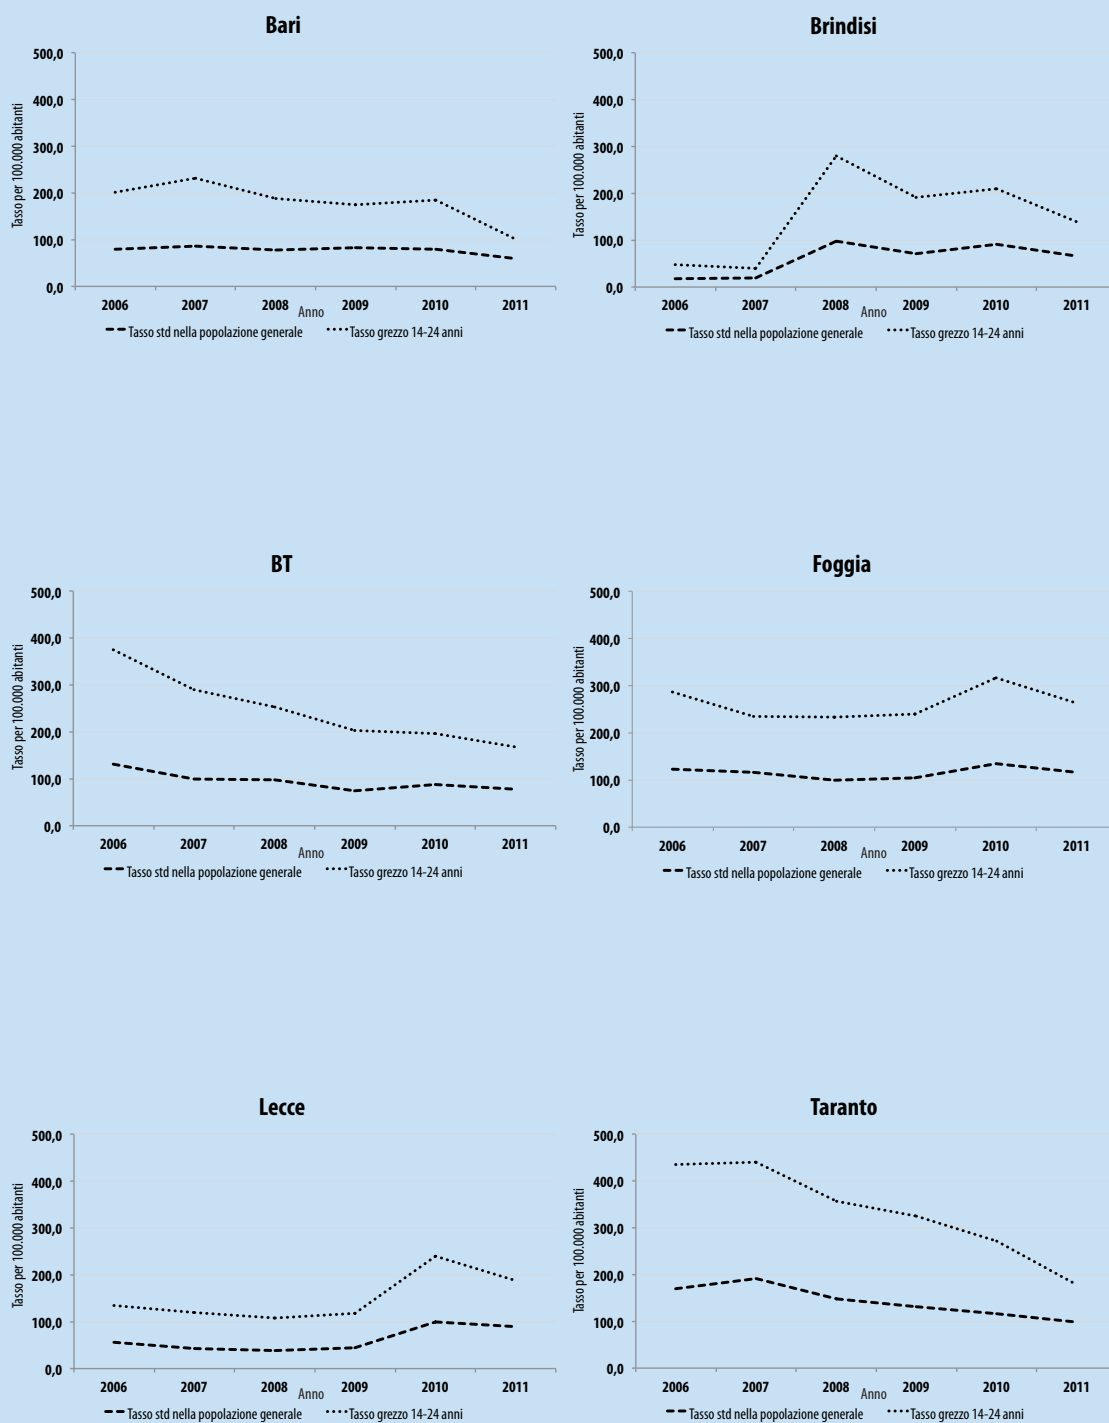 Bari
500,0
400,0
300,0
200,0
100,0
0,0
Tasso per 100.000 abitanti
2006 2007 2008 2009 2010 2011
Anno
Tasso std nella popolazione generale Tasso grezzo 14-24 anni
Brindisi
500,0
400,0
300,0
200,0
100,0
0,0
Tasso per 100.000 abitanti
2006 2007 2008 2009 2010 2011
Anno
Tasso std nella popolazione generale Tasso grezzo 14-24 anni
BT
500,0
400,0
300,0
200,0
100,0
0,0
Tasso per 100.000 abitanti
2006 2007 2008 2009 2010 2011
Anno
Tasso std nella popolazione generale Tasso grezzo 14-24 anni
Foggia
500,0
400,0
300,0
200,0
100,0
0,0
Tasso per 100.000 abitanti
2006 2007 2008 2009 2010 2011
Anno
Tasso std nella popolazione generale Tasso grezzo 14-24 anni
Lecce
500,0
400,0
300,0
200,0
100,0
0,0
Tasso per 100.000 abitanti
2006 2007 2008 2009 2010 2011
Anno
Tasso std nella popolazione generale Tasso grezzo 14-24 anni
Taranto
500,0
400,0
300,0
200,0
100,0
0,0
Tasso per 100.000 abitanti
2006 2007 2008 2009 2010 2011
Anno
Tasso std nella popolazione generale Tasso grezzo 14-24 anni